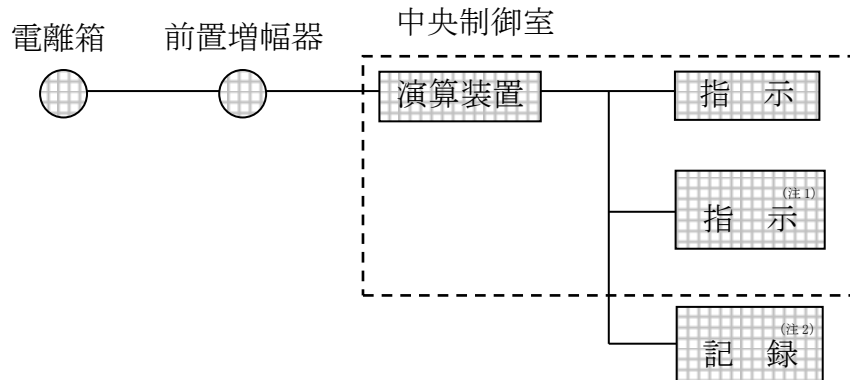 中央制御室
電離箱
前置増幅器
演算装置
指 示
(注1)
指 示
(注2)
記 録